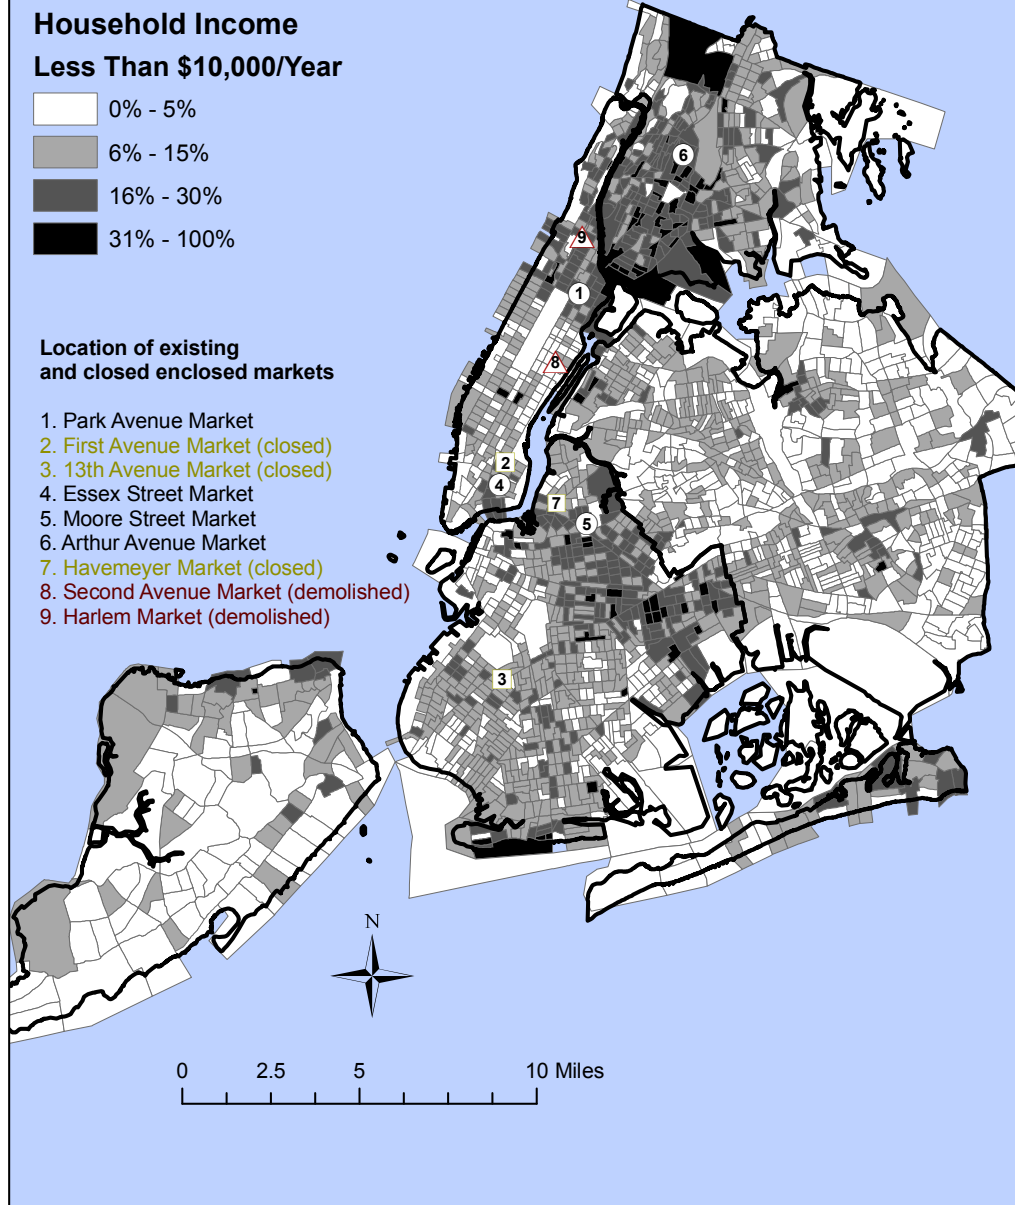 Household Income
Less Than $10,000/Year
0% - 5%
6% - 15%
16% - 30%
31% - 100%
Location of existing
and closed enclosed markets
1. Park Avenue Market
2. First Avenue Market (closed)
3. 13th Avenue Market (closed)
4. Essex Street Market
5. Moore Street Market
6. Arthur Avenue Market
7. Havemeyer Market (closed)
8. Second Avenue Market (demolished)
9. Harlem Market (demolished)
6
9
1
8
2
4
7
5
3
N
0 2.5 5 10 Miles